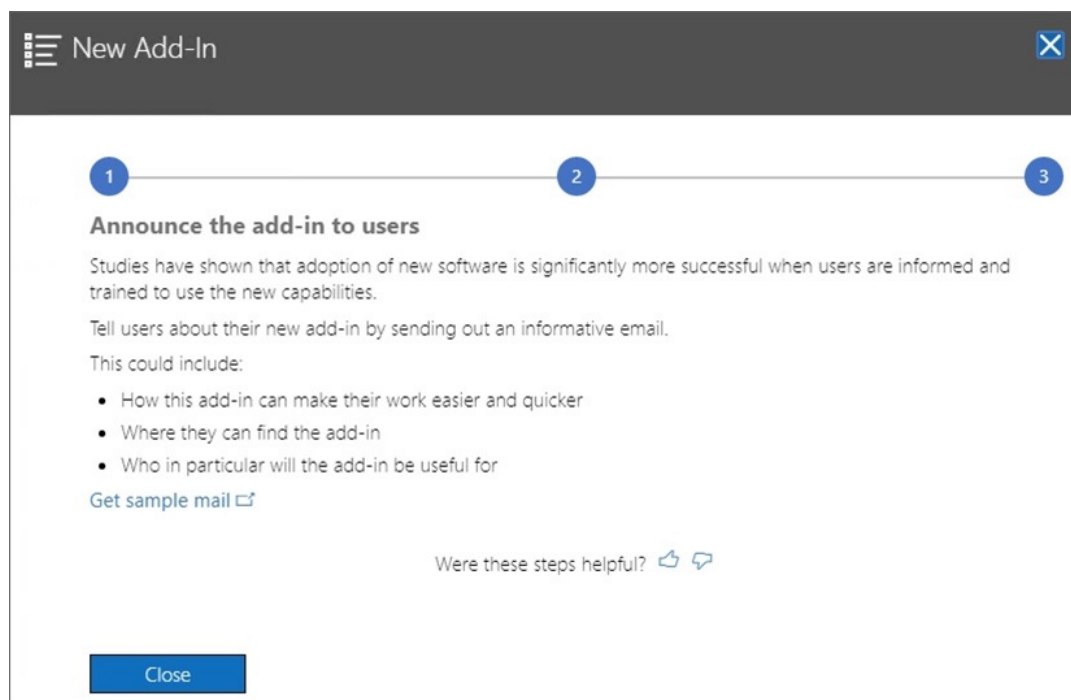 New Add-In
1
2
3
Announce the add-in to users
Studies have shown that adoption of new software is significantly more successful when users are informed and
trained to use the new capabilities.
Tell users about their new add-in by sending out an informative email.
This could include:
• How this add-in can make their work easier and quicker
• Where they can find the add-in
• Who in particular will the add-in be useful for
Get sample mail
Were these steps helpful?
Close